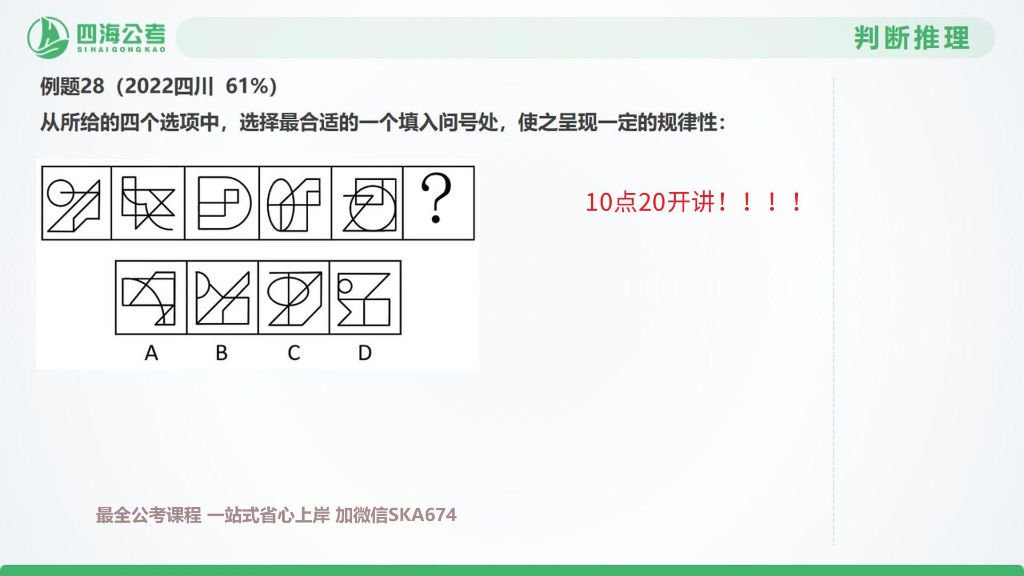 四海公考
SIHAIGONGKAO
判断推理
例题28（2022四川 61%）
从所给的四个选项中，选择最合适的一个填入问号处，使之呈现一定的规律性：
?
10点20开讲！！！！
A B C D
最全公考课程 一站式省心上岸 加微信SKA674